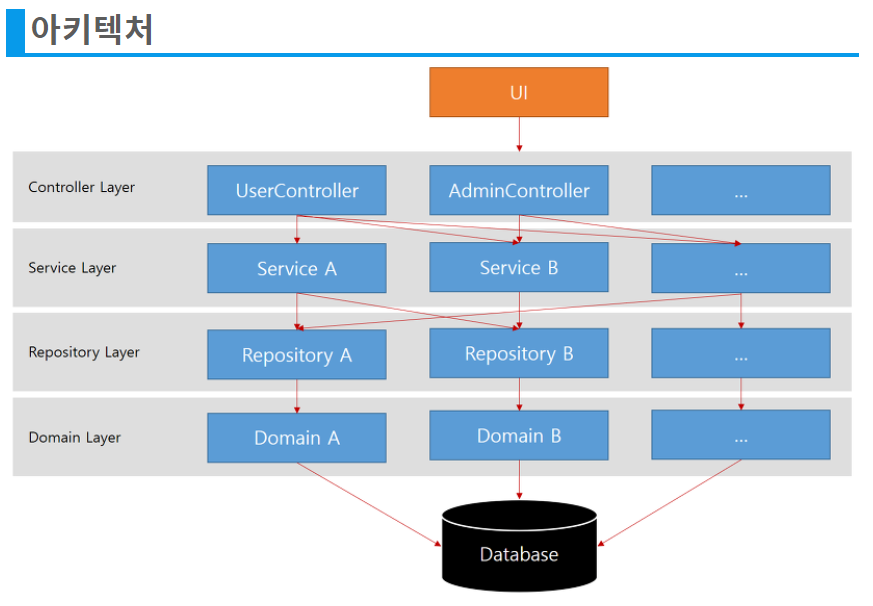 아키텍처
UI
Controller Layer
UserController
AdminController
...
Service Layer
Service A
Service B
...
Repository Layer
Repository A
Repository B
...
Domain Layer
Domain A
Domain B
...
Database